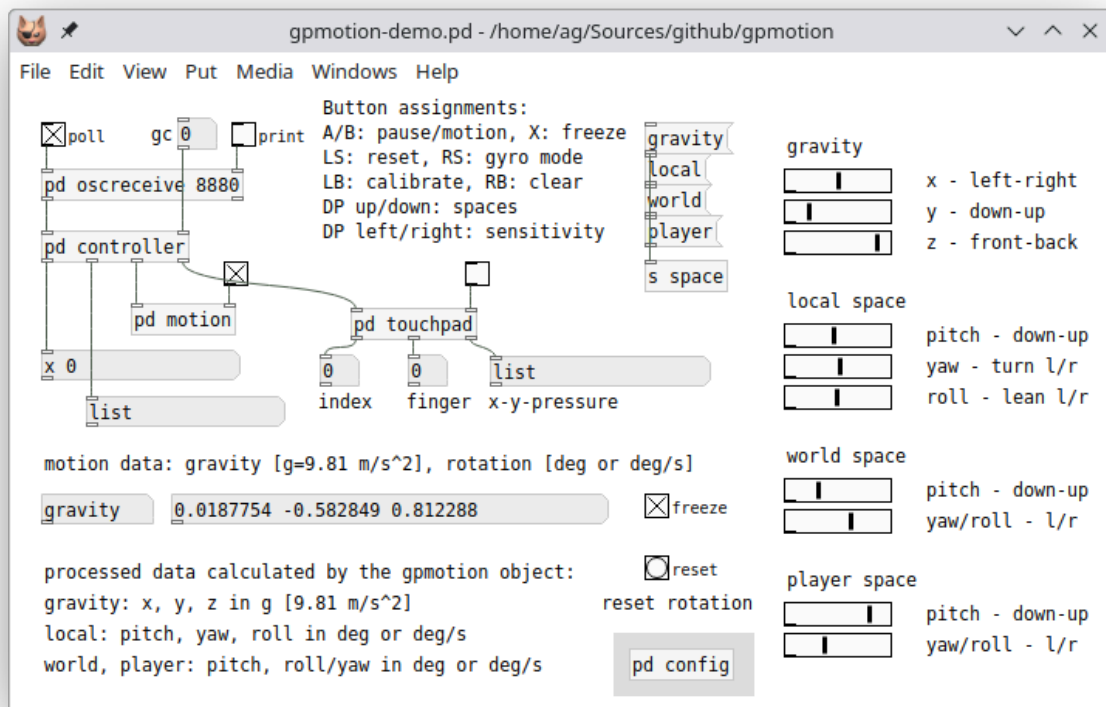 gpmotion-demo.pd - /home/ag/Sources/github/gpmotion
File Edit View Put Media Windows Help
poll
gc 0
print
Button assignments:
A/B: pause/motion, X: freeze
LS: reset, RS: gyro mode
LB: calibrate, RB: clear
DP up/down: spaces
DP left/right: sensitivity
pd oscreceive 8880
pd controller
pd motion
pd touchpad
x 0
list
0
index
0
finger
list
x-y-pressure
gravity
local
world
player
s space
motion data: gravity [g=9.81 m/s^2], rotation [deg or deg/s]
gravity
0.0187754 -0.582849 0.812288
freeze
reset
reset rotation
pd config
processed data calculated by the gpmotion object:
gravity: x, y, z in g [9.81 m/s^2]
local: pitch, yaw, roll in deg or deg/s
world, player: pitch, roll/yaw in deg or deg/s
gravity
x - left-right
y - down-up
z - front-back
local space
pitch - down-up
yaw - turn l/r
roll - lean l/r
world space
pitch - down-up
yaw/roll - l/r
player space
pitch - down-up
yaw/roll - l/r